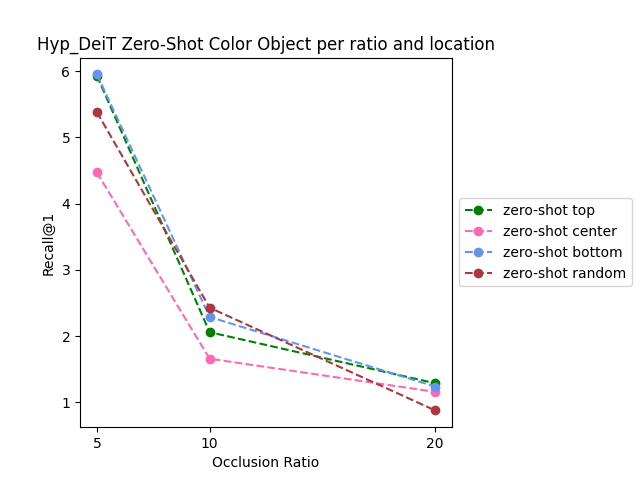 Hyp_DeiT Zero-Shot Color Object per ratio and location
6
5
4
3
2
1
Recall@1
5
10
20
Occlusion Ratio
zero-shot top
zero-shot center
zero-shot bottom
zero-shot random